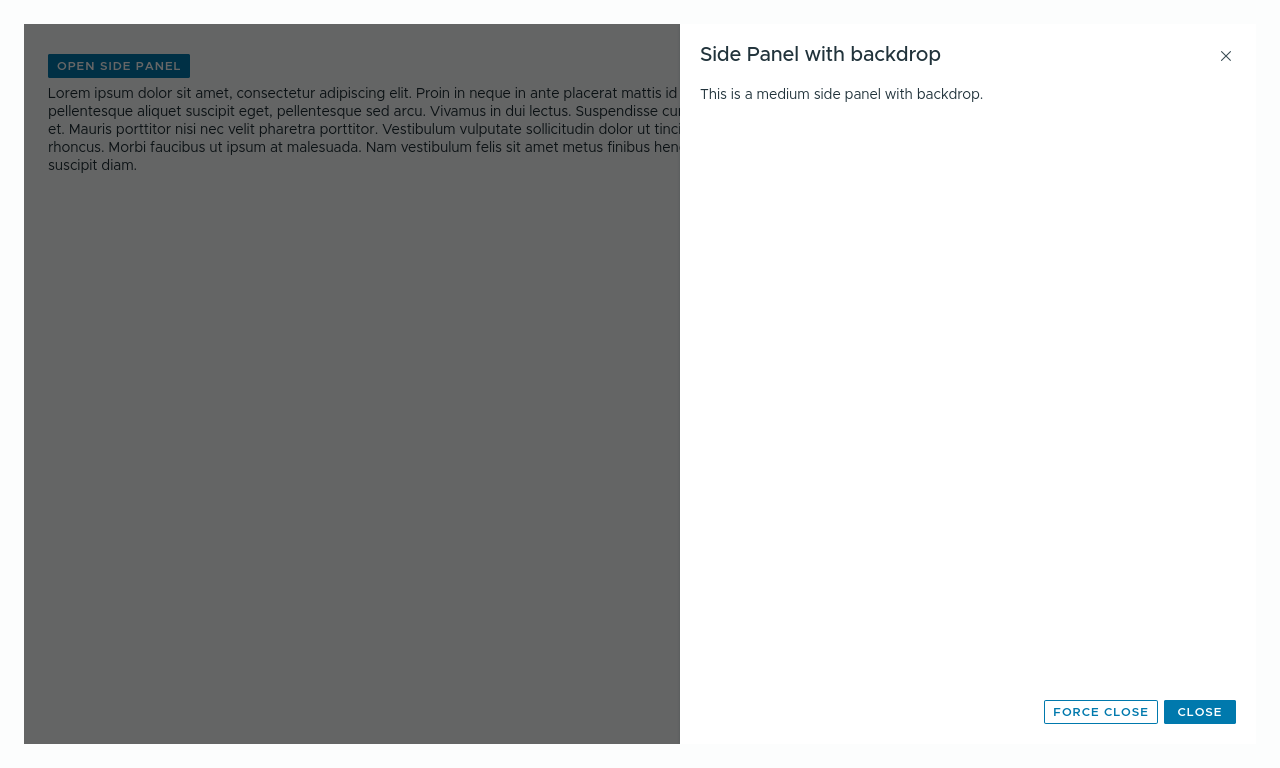 OPEN SIDE PANEL
Lorem ipsum dolor sit amet, consectetur adipiscing elit. Proin in neque in ante placerat mattis id
pellentesque aliquet suscipit eget, pellentesque sed arcu. Vivamus in dui lectus. Suspendisse
et. Mauris porttitor nisi nec velit pharetra porttitor. Vestibulum vulputate sollicitudin dolor ut
rhoncus. Morbi faucibus ut ipsum at malesuada. Nam vestibulum felis sit amet metus finibus
suscipit diam.
Side Panel with backdrop
This is a medium side panel with backdrop.
FORCE CLOSE
CLOSE